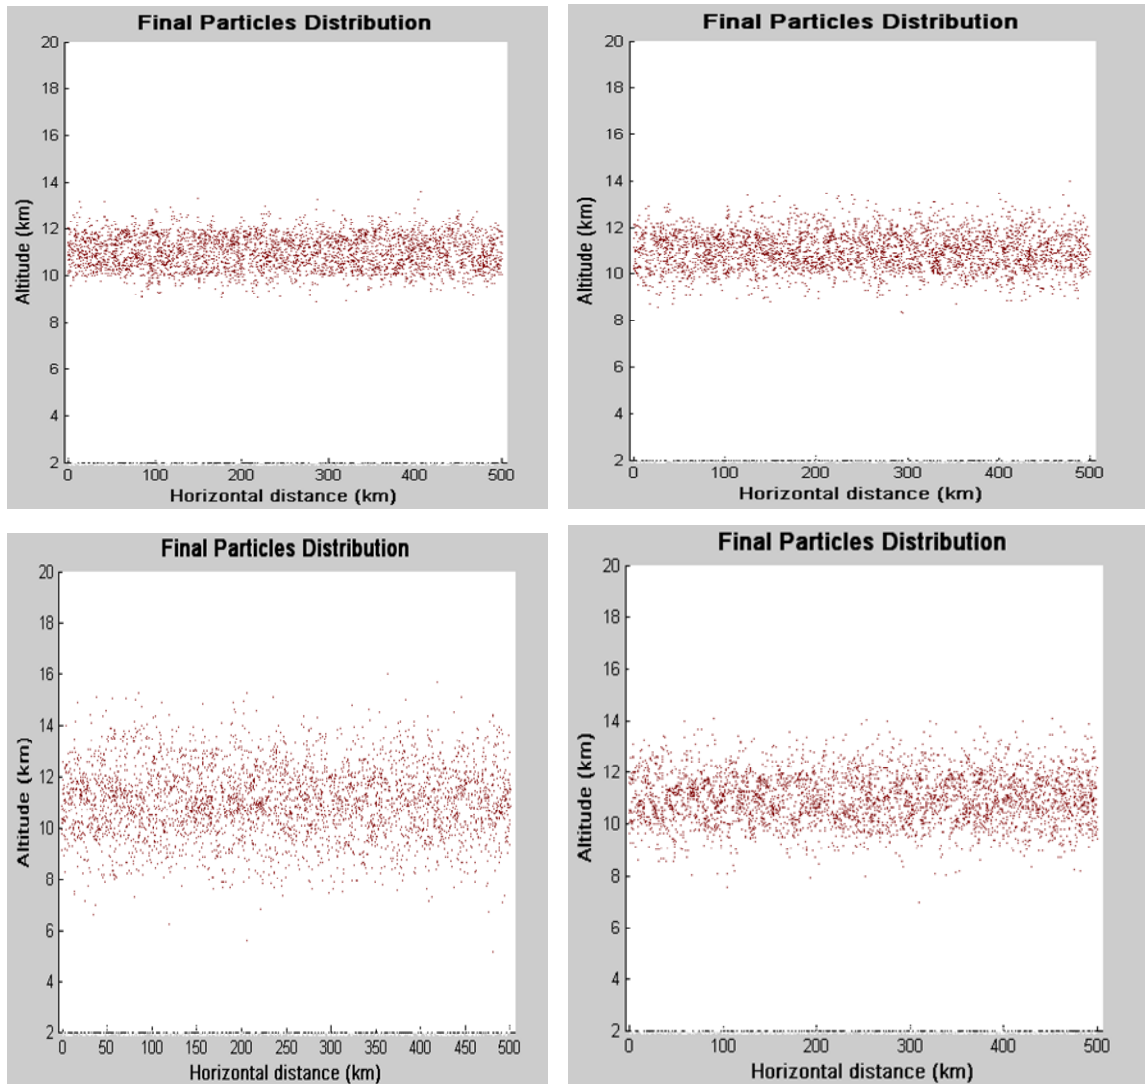 Final Particles Distribution
20
18
16
14
12
10
8
6
4
2
Altitude (km)
0 100 200 300 400 500
Horizontal distance (km)
Final Particles Distribution
20
18
16
14
12
10
8
6
4
2
Altitude (km)
0 100 200 300 400 500
Horizontal distance (km)
Final Particles Distribution
20
18
16
14
12
10
8
6
4
2
Altitude (km)
0 50 100 150 200 250 300 350 400 450 500
Horizontal distance (km)
Final Particles Distribution
20
18
16
14
12
10
8
6
4
2
Altitude (km)
0 100 200 300 400 500
Horizontal distance (km)